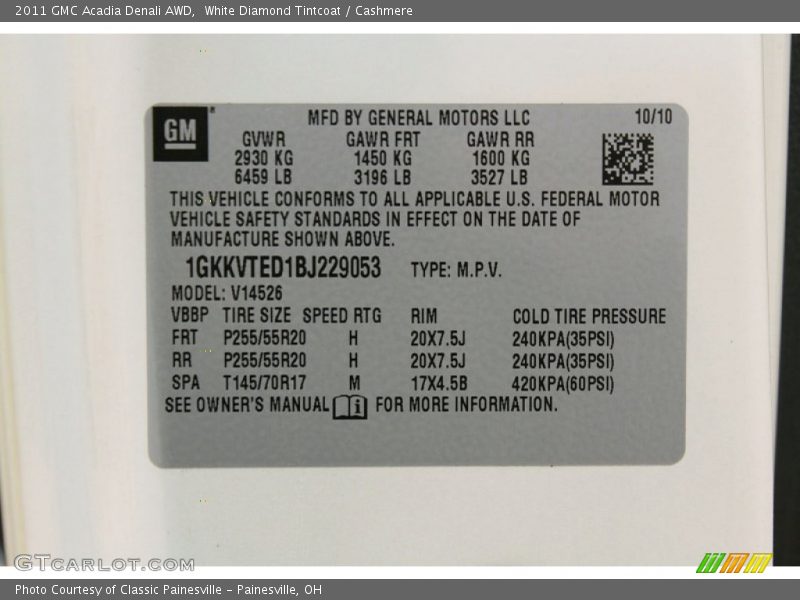 2011 GMC Acadia Denali AWD,  White Diamond Tintcoat / Cashmere
GM
MFD BY GENERAL MOTORS LLC 10/10
GVWR GAWR FRT GAWR RR
2930 KG 1450 KG 1600 KG
6459 LB 3196 LB 3527 LB
THIS VEHICLE CONFORMS TO ALL APPLICABLE U.S. FEDERAL MOTOR
VEHICLE SAFETY STANDARDS IN EFFECT ON THE DATE OF
MANUFACTURE SHOWN ABOVE.
1GKKVTED1BJ229053 TYPE: M.P.V.
MODEL: V14526
VBBP TIRE SIZE SPEED RTG RIM COLD TIRE PRESSURE
FRT P255/55R20 H 20X7.5J 240KPA(35PSI)
RR P255/55R20 H 20X7.5J 240KPA(35PSI)
SPA T145/70R17 M 17X4.5B 420KPA(60PSI)
SEE OWNER'S MANUAL i FOR MORE INFORMATION.
GTCARLOT.COM
Photo Courtesy of Classic Painesville – Painesville, OH